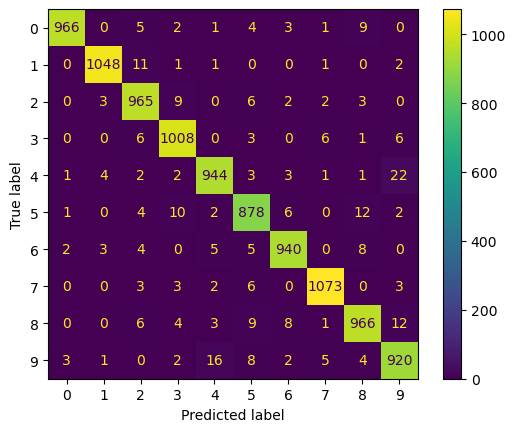 0 966 0 5 2 1 4 3 1 9 0
1 0 1048 11 1 1 0 0 1 0 2
2 0 3 965 9 0 6 2 2 3 0
3 0 0 6 1008 0 3 0 6 1 6
4 1 4 2 2 944 3 3 1 1 22
5 1 0 4 10 2 878 6 0 12 2
6 2 3 4 0 5 5 940 0 8 0
7 0 0 3 3 2 6 0 1073 0 3
8 0 0 6 4 3 9 8 1 966 12
9 3 1 0 2 16 8 2 5 4 920
0 1 2 3 4 5 6 7 8 9
Predicted label
True label
1000
800
600
400
200
0